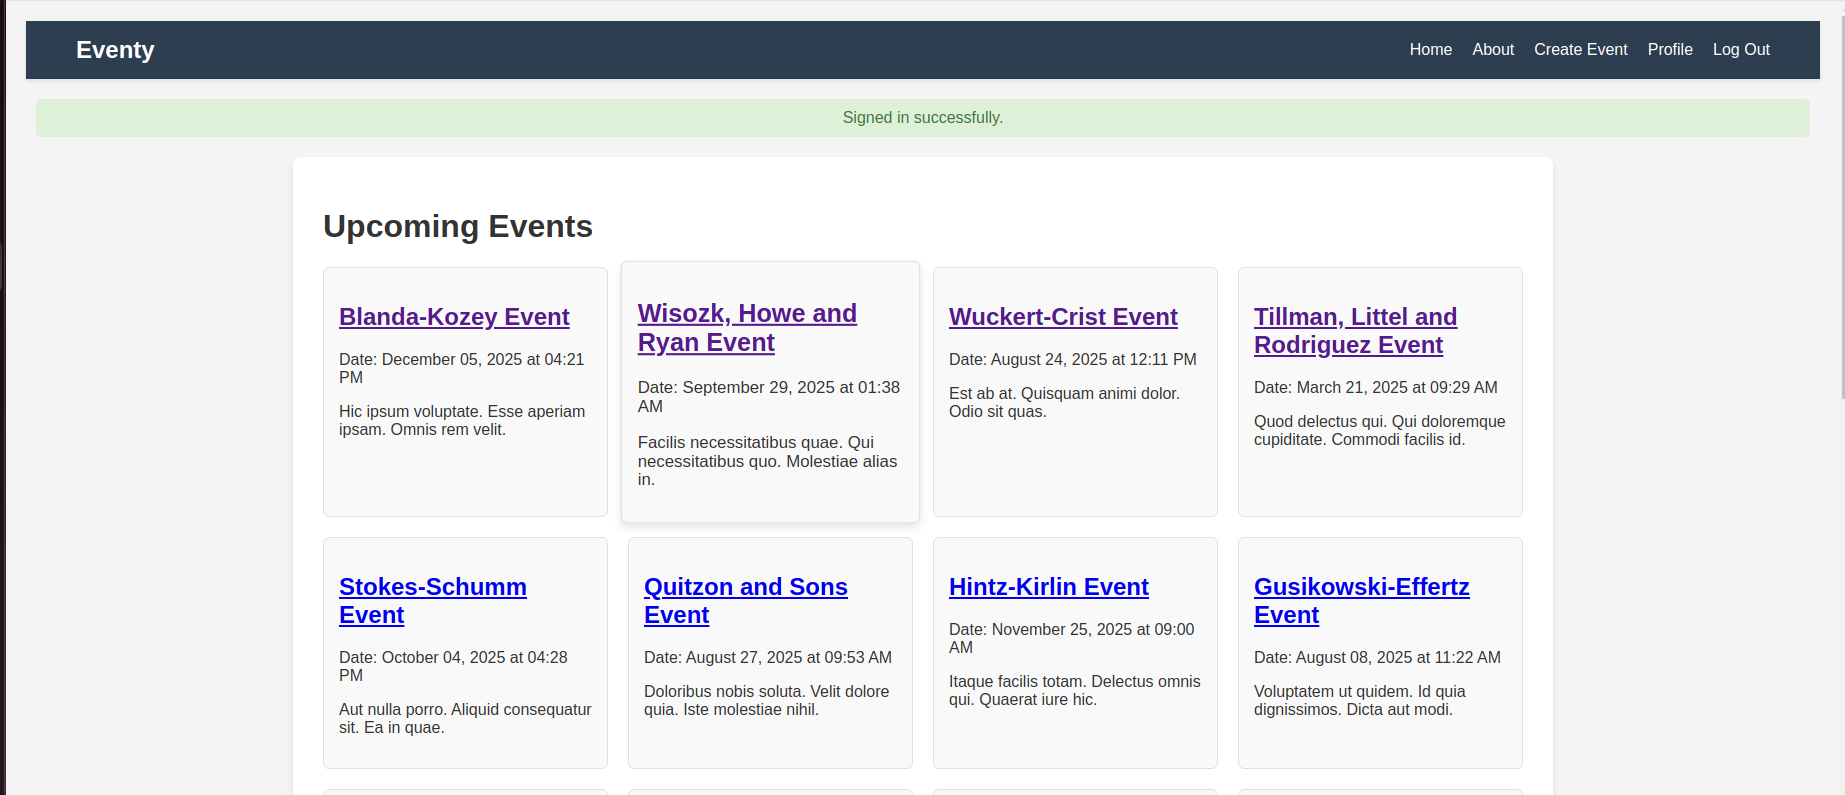 Eventy
Home About Create Event Profile Log Out
Signed in successfully.
Upcoming Events
Blanda-Kozey Event
Date: December 05, 2025 at 04:21
PM
Hic ipsum voluptate. Esse aperiam
ipsam. Omnis rem velit.
Wisozk, Howe and
Ryan Event
Date: September 29, 2025 at 01:38
AM
Facilis necessitatibus quae. Qui
necessitatibus quo. Molestiae alias
in.
Wuckert-Crist Event
Date: August 24, 2025 at 12:11 PM
Est ab at. Quisquam animi dolor.
Odio sit quas.
Tillman, Littel and
Rodriguez Event
Date: March 21, 2025 at 09:29 AM
Quod delectus qui. Qui doloremque
cupiditate. Commodi facilis id.
Stokes-Schumm
Event
Date: October 04, 2025 at 04:28
PM
Aut nulla porro. Aliquid consequatur
sit. Ea in quae.
Quitzon and Sons
Event
Date: August 27, 2025 at 09:53 AM
Doloribus nobis soluta. Velit dolore
quia. Iste molestiae nihil.
Hintz-Kirlin Event
Date: November 25, 2025 at 09:00
AM
Itaque facilis totam. Delectus omnis
qui. Quaerat iure hic.
Gusikowski-Effertz
Event
Date: August 08, 2025 at 11:22 AM
Voluptatem ut quidem. Id quia
dignissimos. Dicta aut modi.